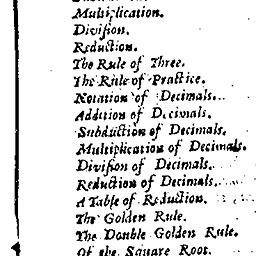 Multiplication.
Diviſion.
Reduction.
The Rule of Three.
The Rule of Practice.
Notation of Decimals.
Addition of Decimals.
Subduction of Decimals.
Multiplication of Decimals.
Diviſion of Decimals.
Reduction of Decimals.
A Table of Reduction.
The Golden Rule.
The Double Golden Rule.
Of the Square Root.